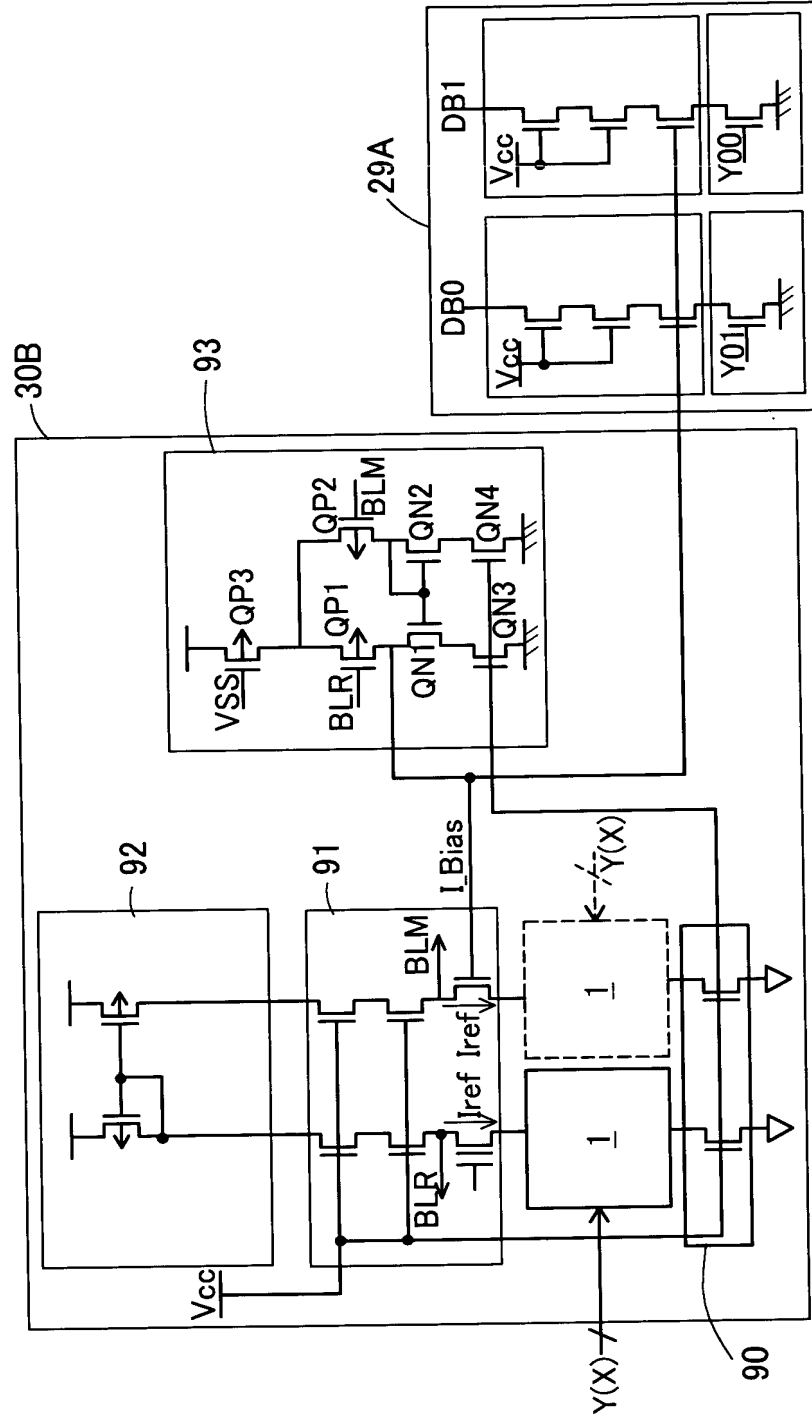 30B
92
93
29A
Vcc
91
VSS
QP3
BLR
QP1
QP2
BLM
QN1
QN2
QN3
QN4
BLR
Iref
Iref
BLM
I_Bias
1
1
Y(X)
Y(X)
90
DB0
DB1
Vcc
Vcc
Y01
Y00